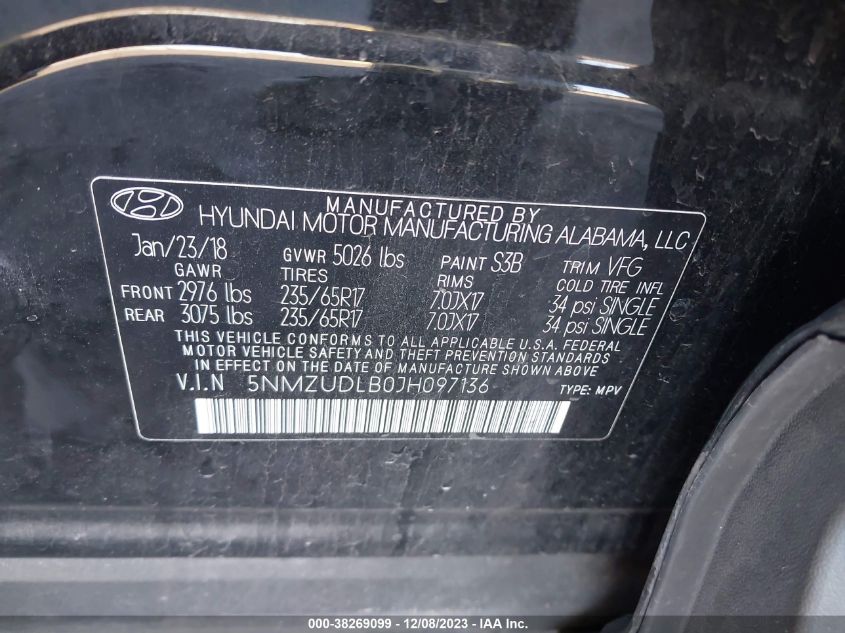 MANUFACTURED BY
HYUNDAI MOTOR MANUFACTURING ALABAMA, LLC
Jan/23/18 GVWR 5026 lbs PAINT S3B TRIM VFG
GAWR TIRES RIMS COLD TIRE INFL
FRONT 2976 lbs 235/65R17 7.0JX17 34 psi SINGLE
REAR 3075 lbs 235/65R17 7.0JX17 34 psi SINGLE
THIS VEHICLE CONFORMS TO ALL APPLICABLE U.S.A. FEDERAL
MOTOR VEHICLE SAFETY AND THEFT PREVENTION STANDARDS
IN EFFECT ON THE DATE OF MANUFACTURE SHOWN ABOVE
V.I.N 5NMZUDLB0JH097136 TYPE: MPV
000-38269099 - 12/08/2023 - IAA, Inc.